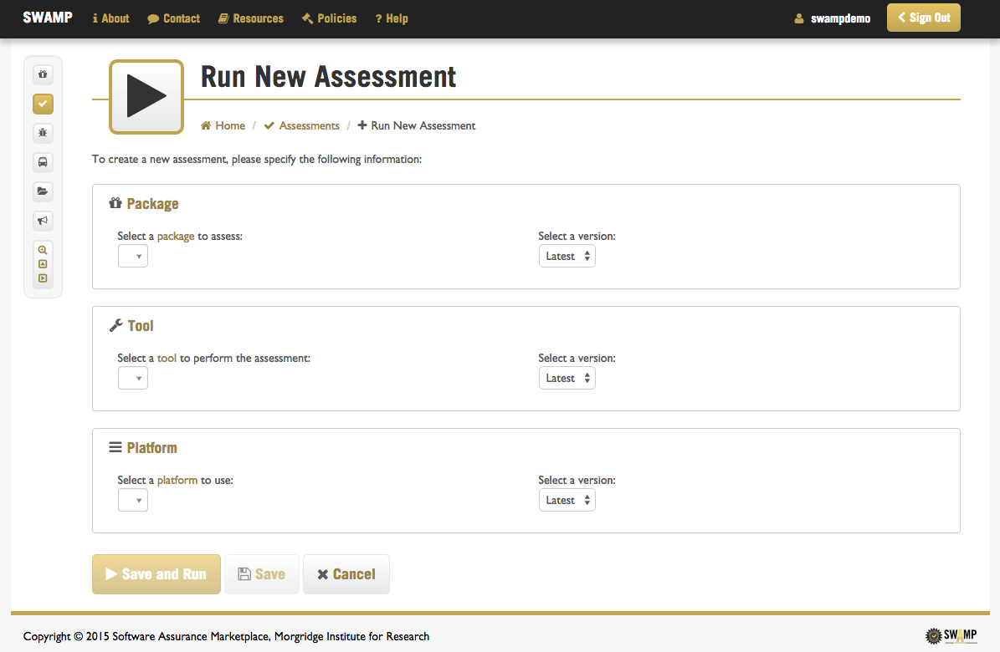 SWAMP About Contact Resources Policies ? Help swampdemo Sign Out
Run New Assessment
Home / Assessments / Run New Assessment
To create a new assessment, please specify the following information:
Package
Select a package to assess: Select a version:
Latest
Tool
Select a tool to perform the assessment: Select a version:
Latest
Platform
Select a platform to use: Select a version:
Latest
Save and Run Save Cancel
Copyright © 2015 Software Assurance Marketplace, Morgridge Institute for Research SWAMP